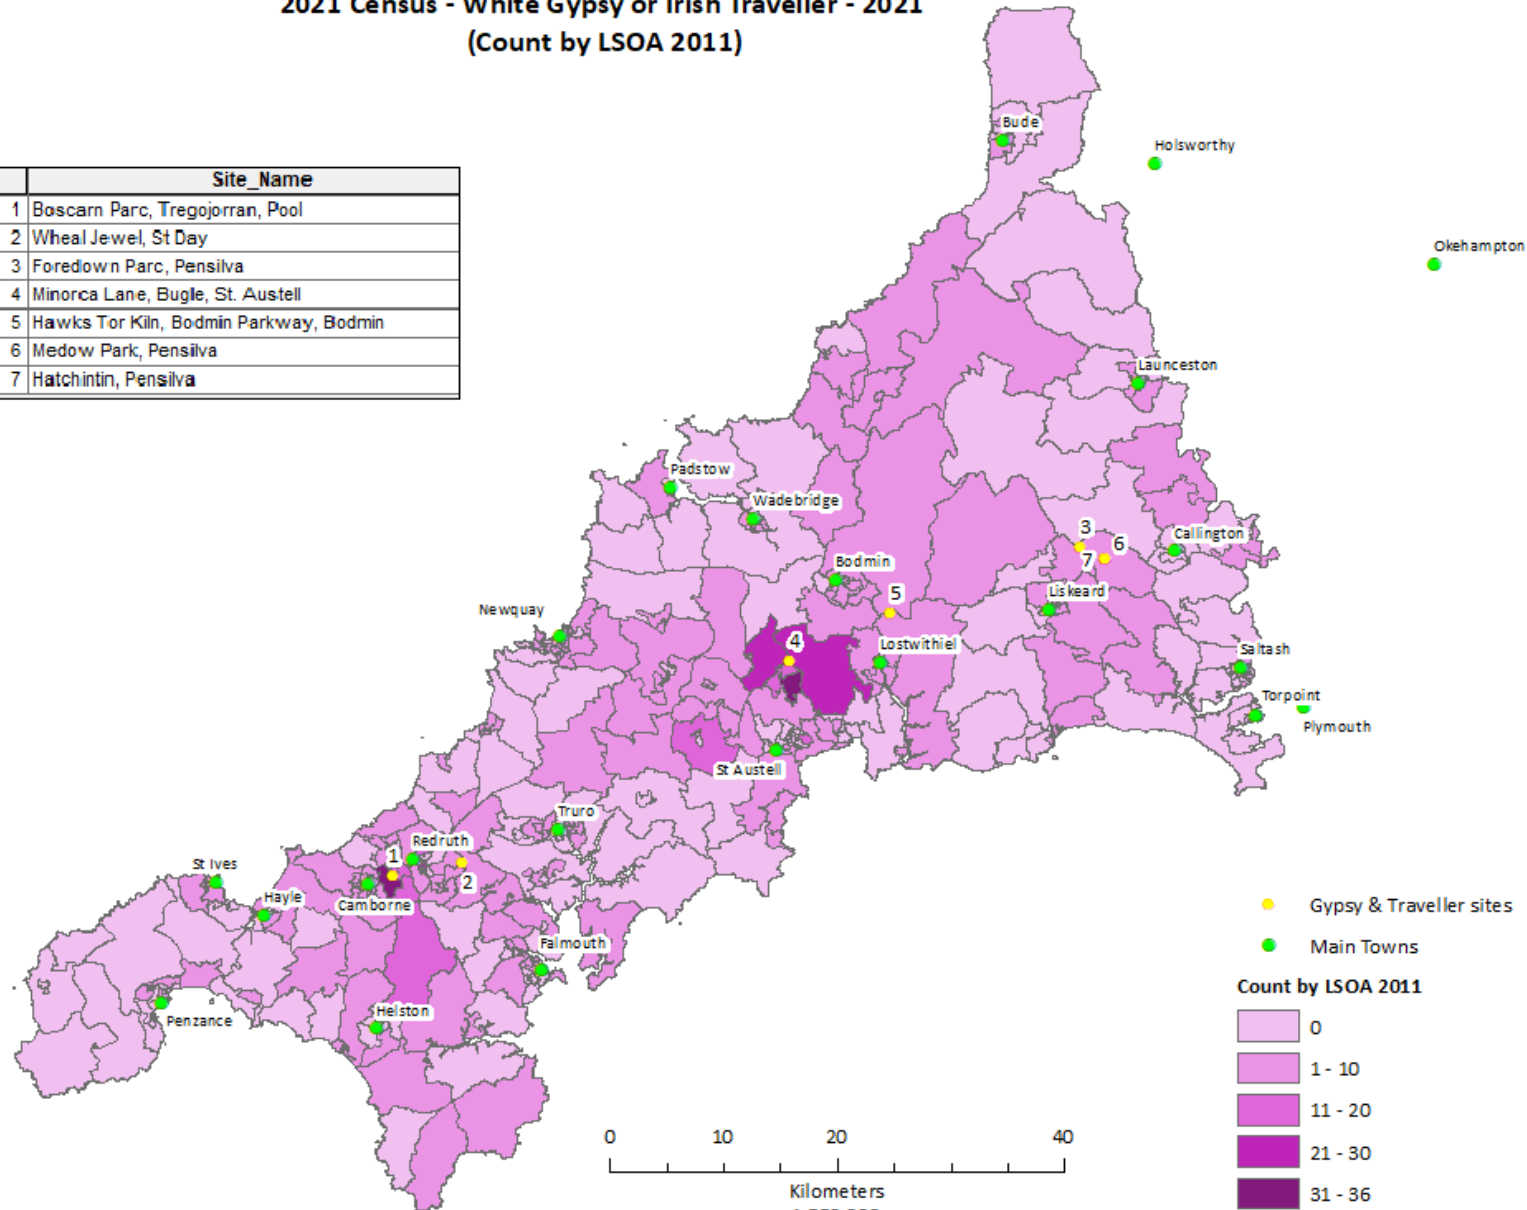 2021 Census - White Gypsy or Irish Traveller - 2021
(Count by LSOA 2011)
Site_Name
1 Boscarn Parc, Tregojorran, Pool
2 Wheal Jewel, St Day
3 Foredown Parc, Pensilva
4 Minorca Lane, Bugle, St. Austell
5 Hawks Tor Kiln, Bodmin Parkway, Bodmin
6 Medow Park, Pensilva
7 Hatchintin, Pensilva
Bude
Holsworthy
Okehampton
Launceston
Padstow
Wadebridge
3
6
Callington
7
Bodmin
5
Liskeard
Newquay
4
Lostwithiel
Saltash
Torpoint
Plymouth
St Austell
Truro
Redruth
1
St Ives
2
Hayle
Camborne
Falmouth
Penzance
Helston
Gypsy & Traveller sites
Main Towns
Count by LSOA 2011
0
1 - 10
11 - 20
21 - 30
31 - 36
0 10 20 40
Kilometers